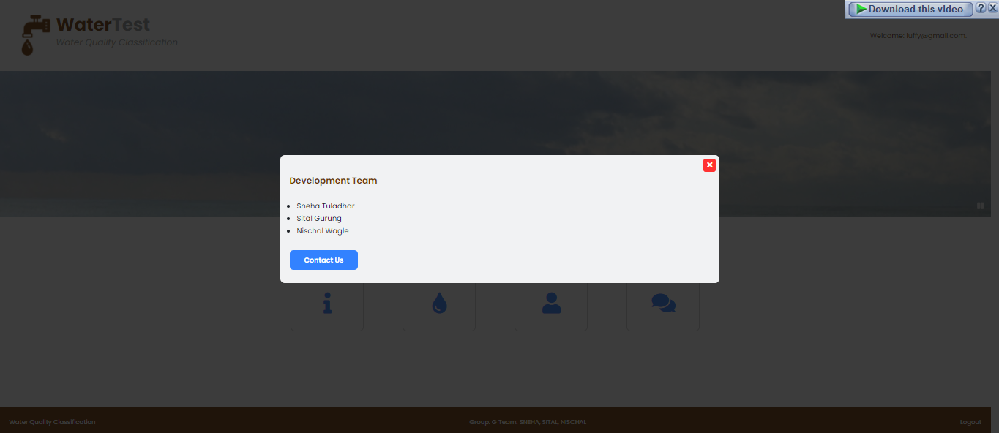 Download this video ? X
WaterTest
Water Quality Classification
Welcome: luffy@gmail.com.
Development Team
Sneha Tuladhar
Sital Gurung
Nischal Wagle
Contact Us
Water Quality Classification
Group: G Team: SNEHA, SITAL, NISCHAL
Logout